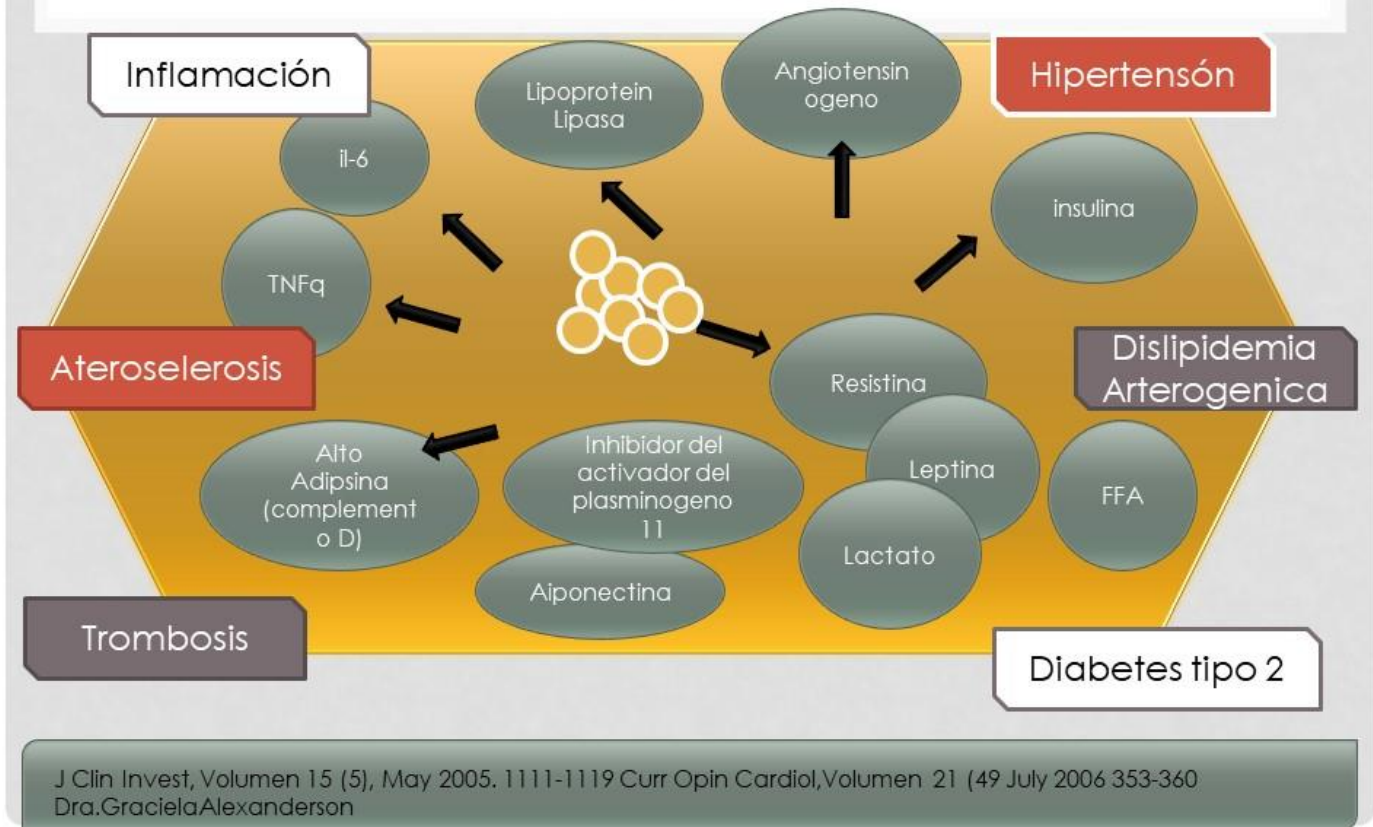 Inflamación
Lipoprotein
Lipasa
Angiotensin
ogeno
Hipertensón
il-6
insulina
TNFq
Ateroselerosis
Resistina
Dislipidemia
Arterogenica
Alto
Adipsina
(complement
o D)
Inhibidor del
activador del
plasminogeno
11
Leptina
FFA
Lactato
Aiponectina
Trombosis
Diabetes tipo 2
J Clin Invest, Volumen 15 (5), May 2005. 1111-1119 Curr Opin Cardiol,Volumen 21 (49 July 2006 353-360
Dra.GracielaAlexanderson